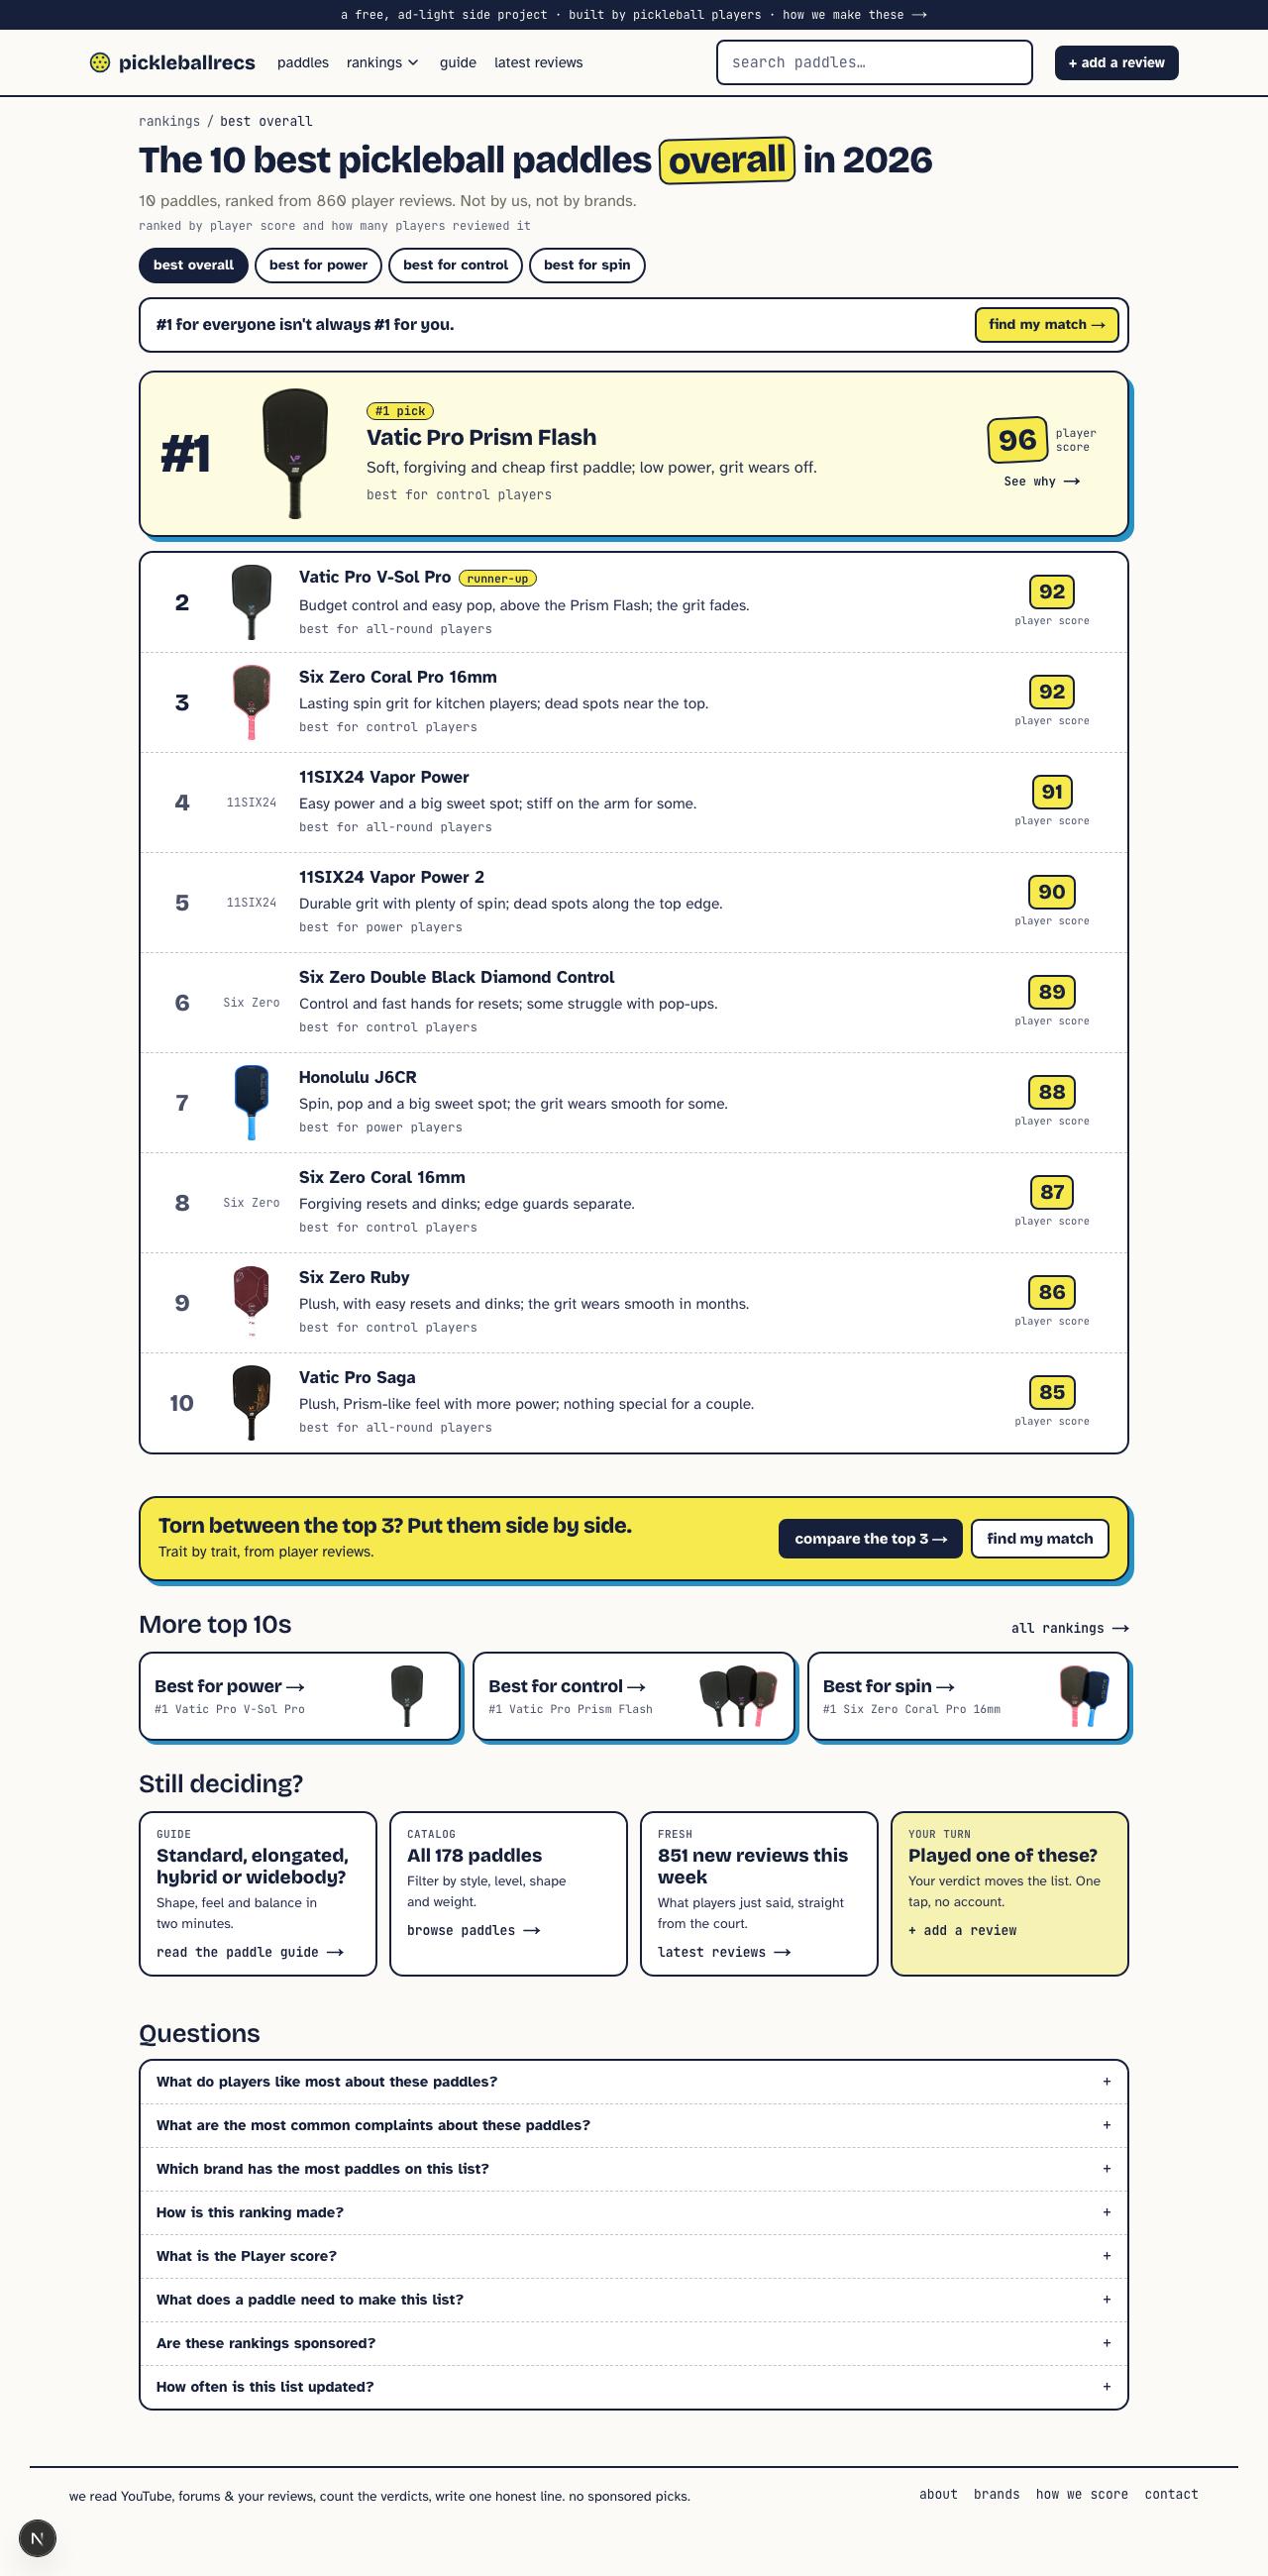 a free, ad-light side project · built by pickleball players · how we make these →
pickleballrecs
paddles
rankings
guide
latest reviews
search paddles…
+ add a review
rankings / best overall
The 10 best pickleball paddles overall in 2026
10 paddles, ranked from 860 player reviews. Not by us, not by brands.
ranked by player score and how many players reviewed it
best overall
best for power
best for control
best for spin
#1 for everyone isn't always #1 for you.
find my match →
#1
#1 pick
Vatic Pro Prism Flash
Soft, forgiving and cheap first paddle; low power, grit wears off.
best for control players
96
player score
See why →
2
Vatic Pro V-Sol Pro runner-up
Budget control and easy pop, above the Prism Flash; the grit fades.
best for all-round players
92
player score
3
Six Zero Coral Pro 16mm
Lasting spin grit for kitchen players; dead spots near the top.
best for control players
92
player score
4
11SIX24
11SIX24 Vapor Power
Easy power and a big sweet spot; stiff on the arm for some.
best for all-round players
91
player score
5
11SIX24
11SIX24 Vapor Power 2
Durable grit with plenty of spin; dead spots along the top edge.
best for power players
90
player score
6
Six Zero
Six Zero Double Black Diamond Control
Control and fast hands for resets; some struggle with pop-ups.
best for control players
89
player score
7
Honolulu J6CR
Spin, pop and a big sweet spot; the grit wears smooth for some.
best for power players
88
player score
8
Six Zero
Six Zero Coral 16mm
Forgiving resets and dinks; edge guards separate.
best for control players
87
player score
9
Six Zero Ruby
Plush, with easy resets and dinks; the grit wears smooth in months.
best for control players
86
player score
10
Vatic Pro Saga
Plush, Prism-like feel with more power; nothing special for a couple.
best for all-round players
85
player score
Torn between the top 3? Put them side by side.
Trait by trait, from player reviews.
compare the top 3 →
find my match
More top 10s
all rankings →
Best for power →
#1 Vatic Pro V-Sol Pro
Best for control →
#1 Vatic Pro Prism Flash
Best for spin →
#1 Six Zero Coral Pro 16mm
Still deciding?
GUIDE
Standard, elongated,
hybrid or widebody?
Shape, feel and balance in
two minutes.
read the paddle guide →
CATALOG
All 178 paddles
Filter by style, level, shape
and weight.
browse paddles →
FRESH
851 new reviews this
week
What players just said, straight
from the court.
latest reviews →
YOUR TURN
Played one of these?
Your verdict moves the list. One
tap, no account.
+ add a review
Questions
What do players like most about these paddles? +
What are the most common complaints about these paddles? +
Which brand has the most paddles on this list? +
How is this ranking made? +
What is the Player score? +
What does a paddle need to make this list? +
Are these rankings sponsored? +
How often is this list updated? +
we read YouTube, forums & your reviews, count the verdicts, write one honest line. no sponsored picks.
about brands how we score contact
N